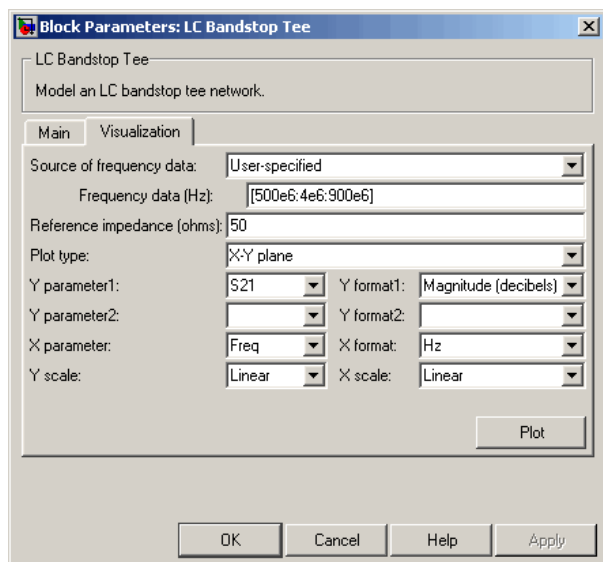 Block Parameters: LC Bandstop Tee
LC Bandstop Tee
Model an LC bandstop tee network.
Main Visualization
Source of frequency data: User-specified
Frequency data (Hz): [500e6:4e6:900e6]
Reference impedance (ohms): 50
Plot type: X-Y plane
Y parameter1: S21 Y format1: Magnitude (decibels)
Y parameter2: Y format2:
X parameter: Freq X format: Hz
Y scale: Linear X scale: Linear
Plot
OK Cancel Help Apply